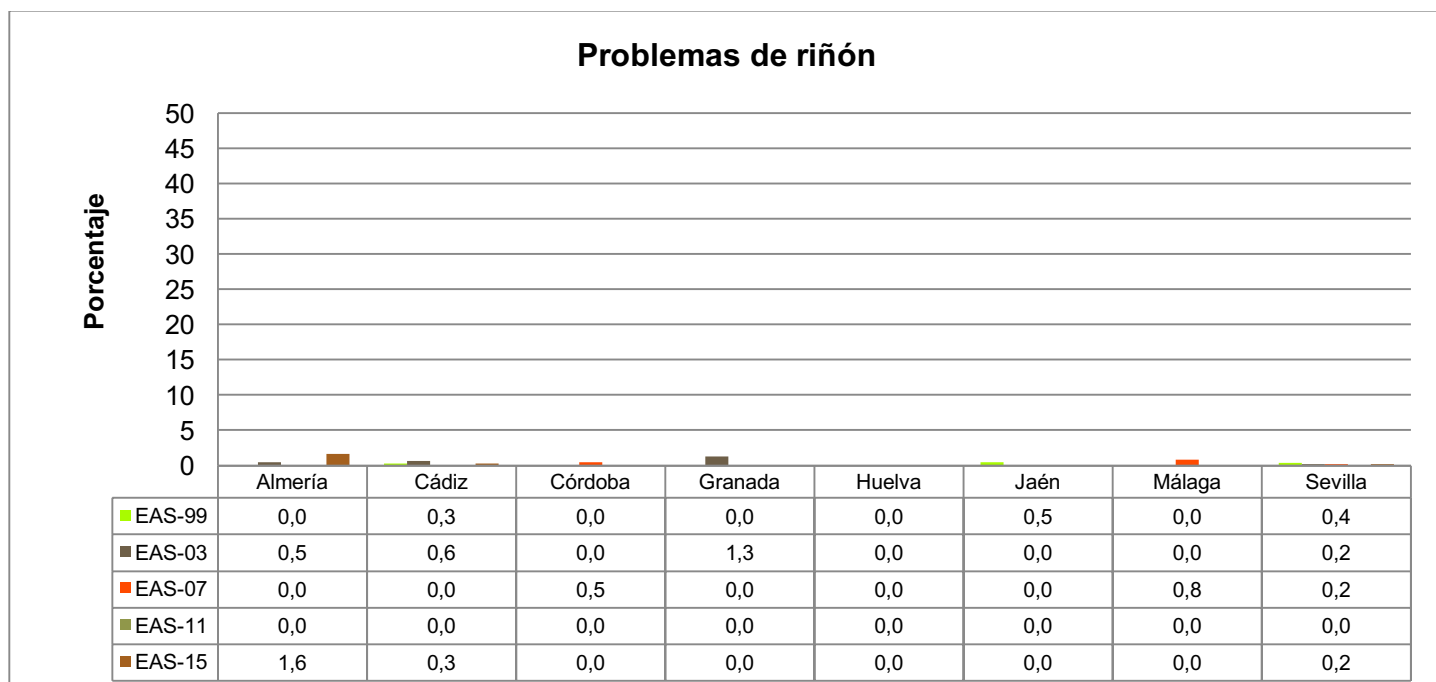 Problemas de riñón
Porcentaje
50
45
40
35
30
25
20
15
10
5
0
Almería Cádiz Córdoba Granada Huelva Jaén Málaga Sevilla
EAS-99 0,0 0,3 0,0 0,0 0,0 0,5 0,0 0,4
EAS-03 0,5 0,6 0,0 1,3 0,0 0,0 0,0 0,2
EAS-07 0,0 0,0 0,5 0,0 0,0 0,0 0,8 0,2
EAS-11 0,0 0,0 0,0 0,0 0,0 0,0 0,0 0,0
EAS-15 1,6 0,3 0,0 0,0 0,0 0,0 0,0 0,2